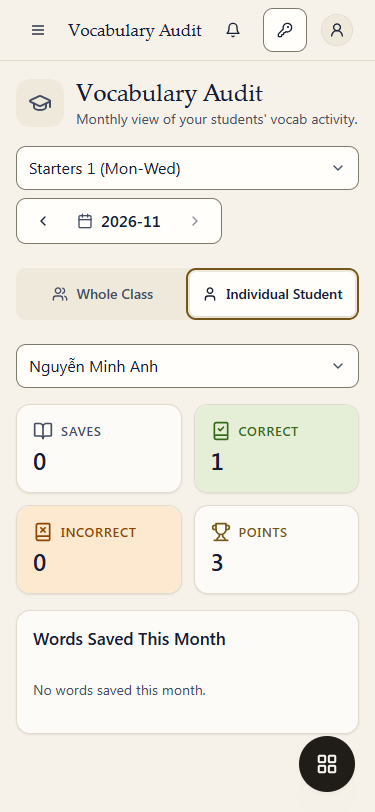 Vocabulary Audit
Vocabulary Audit
Monthly view of your students' vocab activity.
Starters 1 (Mon-Wed)
2026-11
Whole Class
Individual Student
Nguyễn Minh Anh
SAVES
0
CORRECT
1
INCORRECT
0
POINTS
3
Words Saved This Month
No words saved this month.